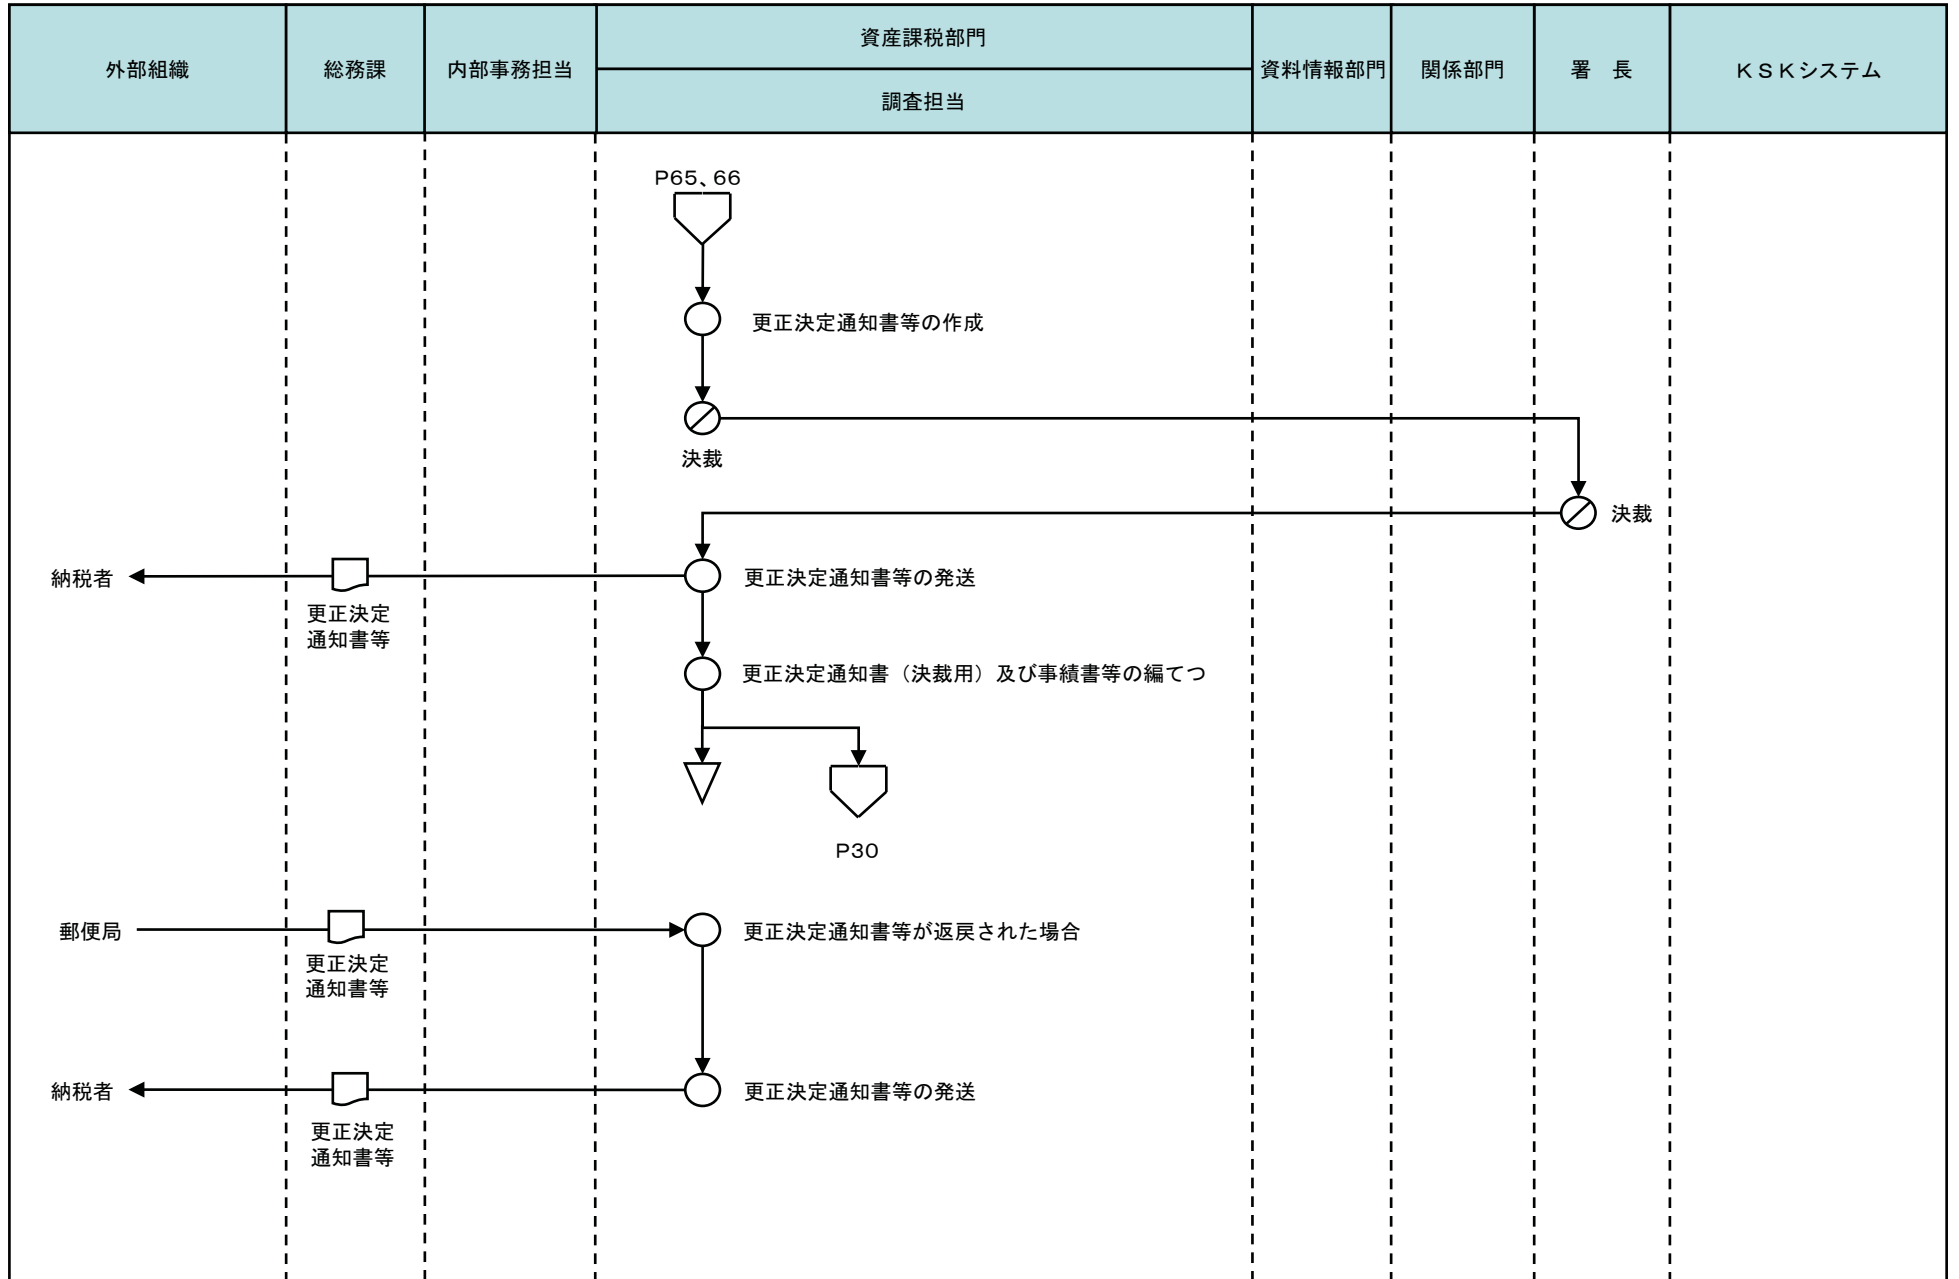 外部組織
総務課
内部事務担当
資産課税部門
調査担当
資料情報部門
関係部門
署　長
ＫＳＫシステム
P65、66
更正決定通知書等の作成
決裁
決裁
納税者
更正決定
通知書等
更正決定通知書等の発送
更正決定通知書（決裁用）及び事績書等の編てつ
P30
郵便局
更正決定
通知書等
更正決定通知書等が返戻された場合
納税者
更正決定
通知書等
更正決定通知書等の発送